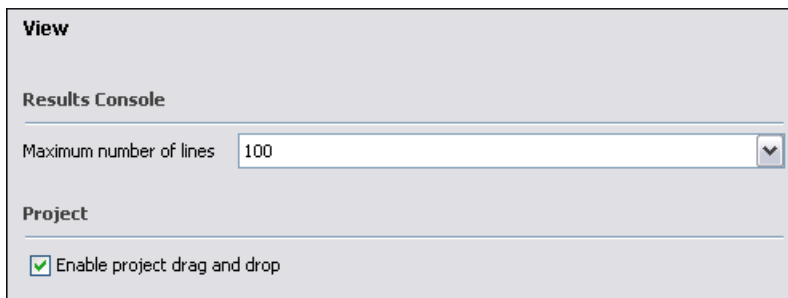 View
Results Console
Maximum number of lines 100
Project
Enable project drag and drop